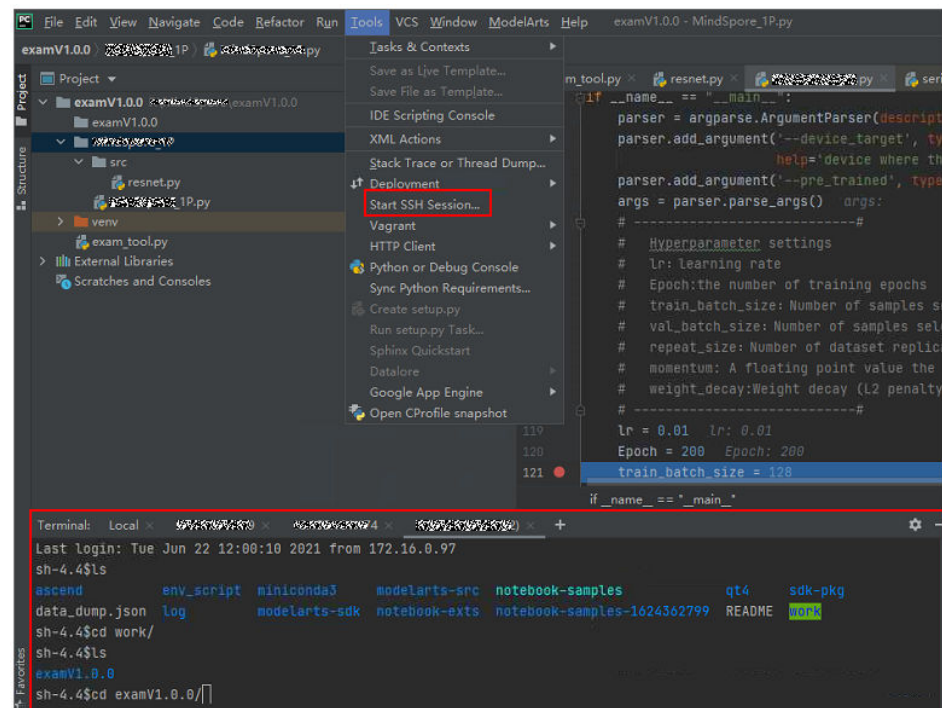 PC File Edit View Navigate Code Refactor Run Tools VCS Window ModelArts Help examV1.0.0 - MindSpore_1P.py
examV1.0.0 _1P .py
Project
Project
Structure
Favorites
examV1.0.0 examV1.0.0
examV1.0.0
src
resnet.py
_1P.py
venv
exam_tool.py
External Libraries
Scratches and Consoles
Tasks & Contexts
Save as Live Template...
Save File as Template...
IDE Scripting Console
XML Actions
Stack Trace or Thread Dump...
Deployment
Start SSH Session...
Vagrant
HTTP Client
Python or Debug Console
Sync Python Requirements...
Create setup.py
Run setup.py Task...
Sphinx Quickstart
Datalore
Google App Engine
Open CProfile snapshot
m_tool.py resnet.py .py seri
if __name__ == "__main__":
parser = argparse.ArgumentParser(descript
parser.add_argument('--device_target', ty
help='device where th
parser.add_argument('--pre_trained', type
args = parser.parse_args() args:
# ----------------------------#
# Hyperparameter settings
# lr: learning rate
# Epoch:the number of training epochs
# train_batch_size: Number of samples s
# val_batch_size: Number of samples sel
# repeat_size: Number of dataset replic
# momentum: A floating point value the
# weight_decay:Weight decay (L2 penalty
# ----------------------------#
119 lr = 0.01 lr: 0.01
120 Epoch = 200 Epoch: 200
121 train_batch_size = 128
if __name__ == "__main__"
Terminal: Local × 9 × 4 × 2) × +
Last login: Tue Jun 22 12:00:10 2021 from 172.16.0.97
sh-4.4$ls
ascend env_script miniconda3 modelarts-src notebook-samples qt4 sdk-pkg
data_dump.json log modelarts-sdk notebook-exts notebook-samples-1624362799 README work
sh-4.4$cd work/
sh-4.4$ls
examV1.0.0
sh-4.4$cd examV1.0.0/